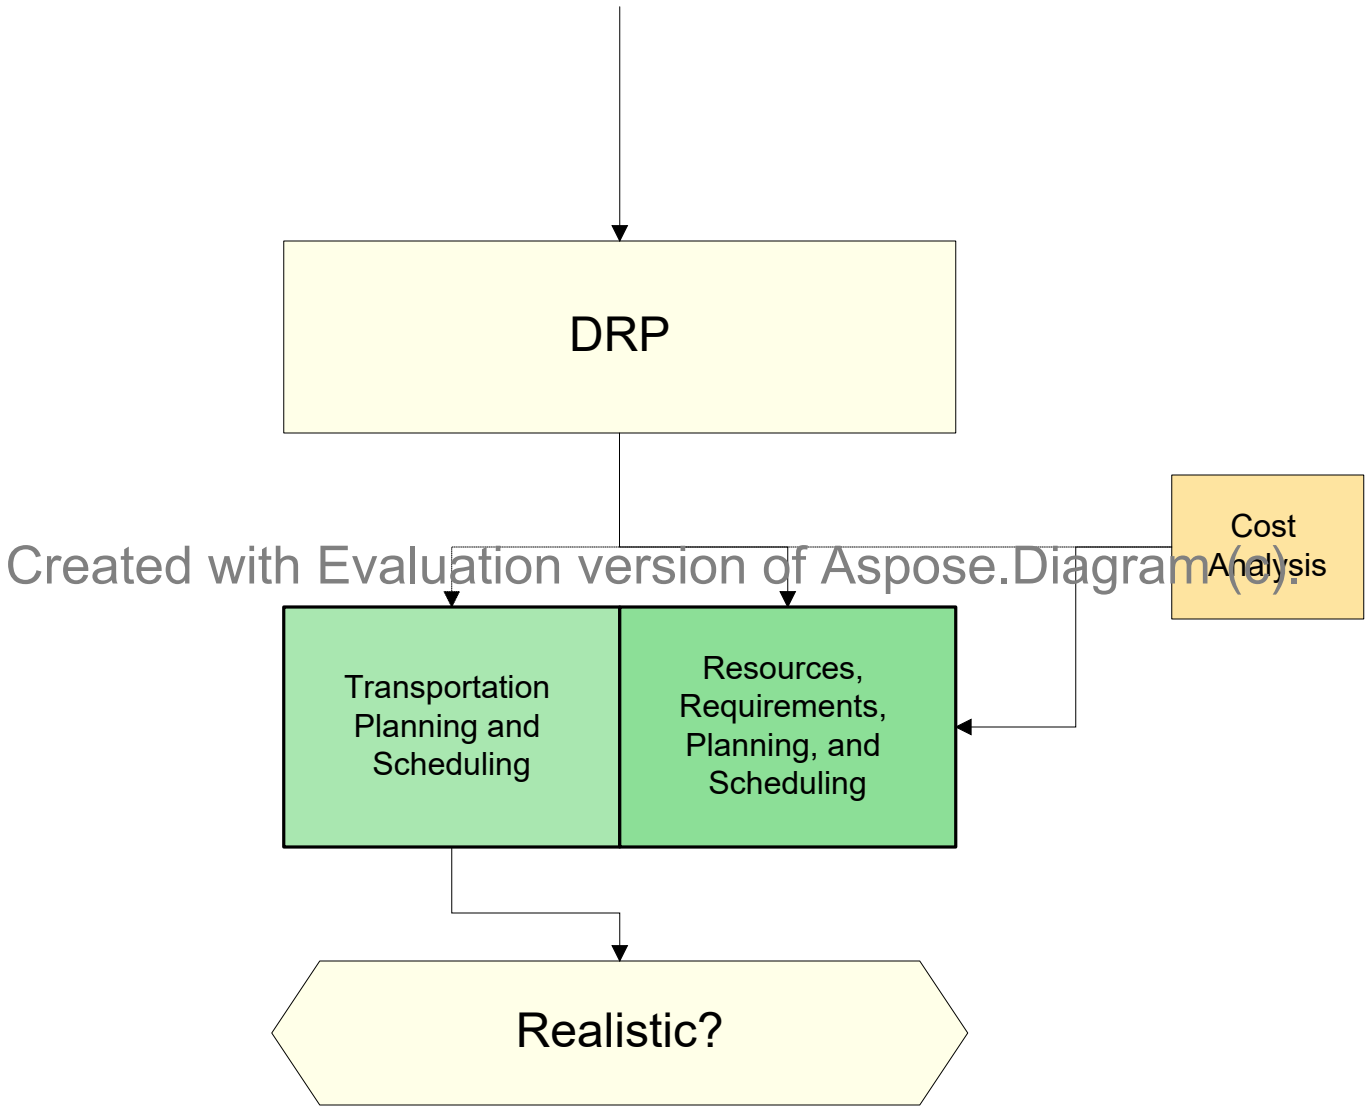 DRP
Cost
Analysis
Created with Evaluation version of Aspose.Diagram (c).
Transportation
Planning and
Scheduling
Resources,
Requirements,
Planning, and
Scheduling
Realistic?